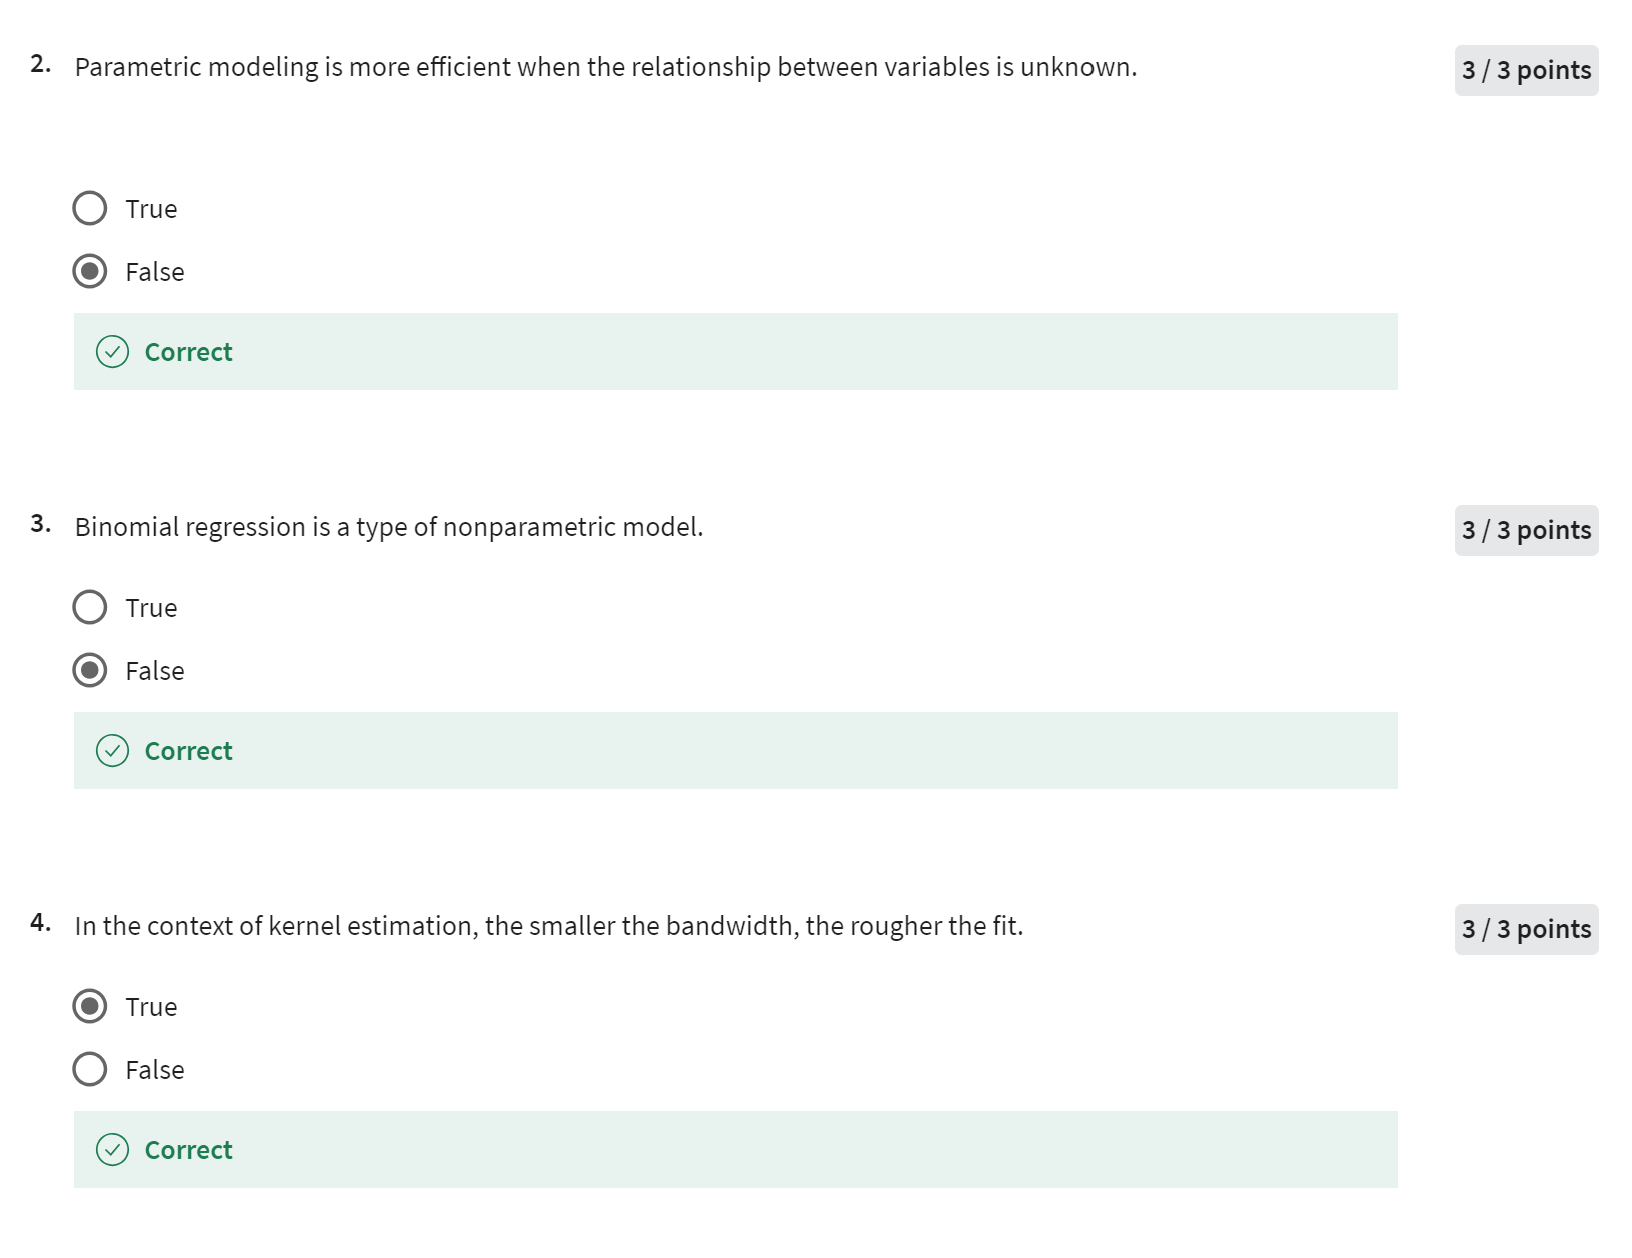 2. Parametric modeling is more efficient when the relationship between variables is unknown.
3 / 3 points
True
False
Correct
3. Binomial regression is a type of nonparametric model.
3 / 3 points
True
False
Correct
4. In the context of kernel estimation, the smaller the bandwidth, the rougher the fit.
3 / 3 points
True
False
Correct